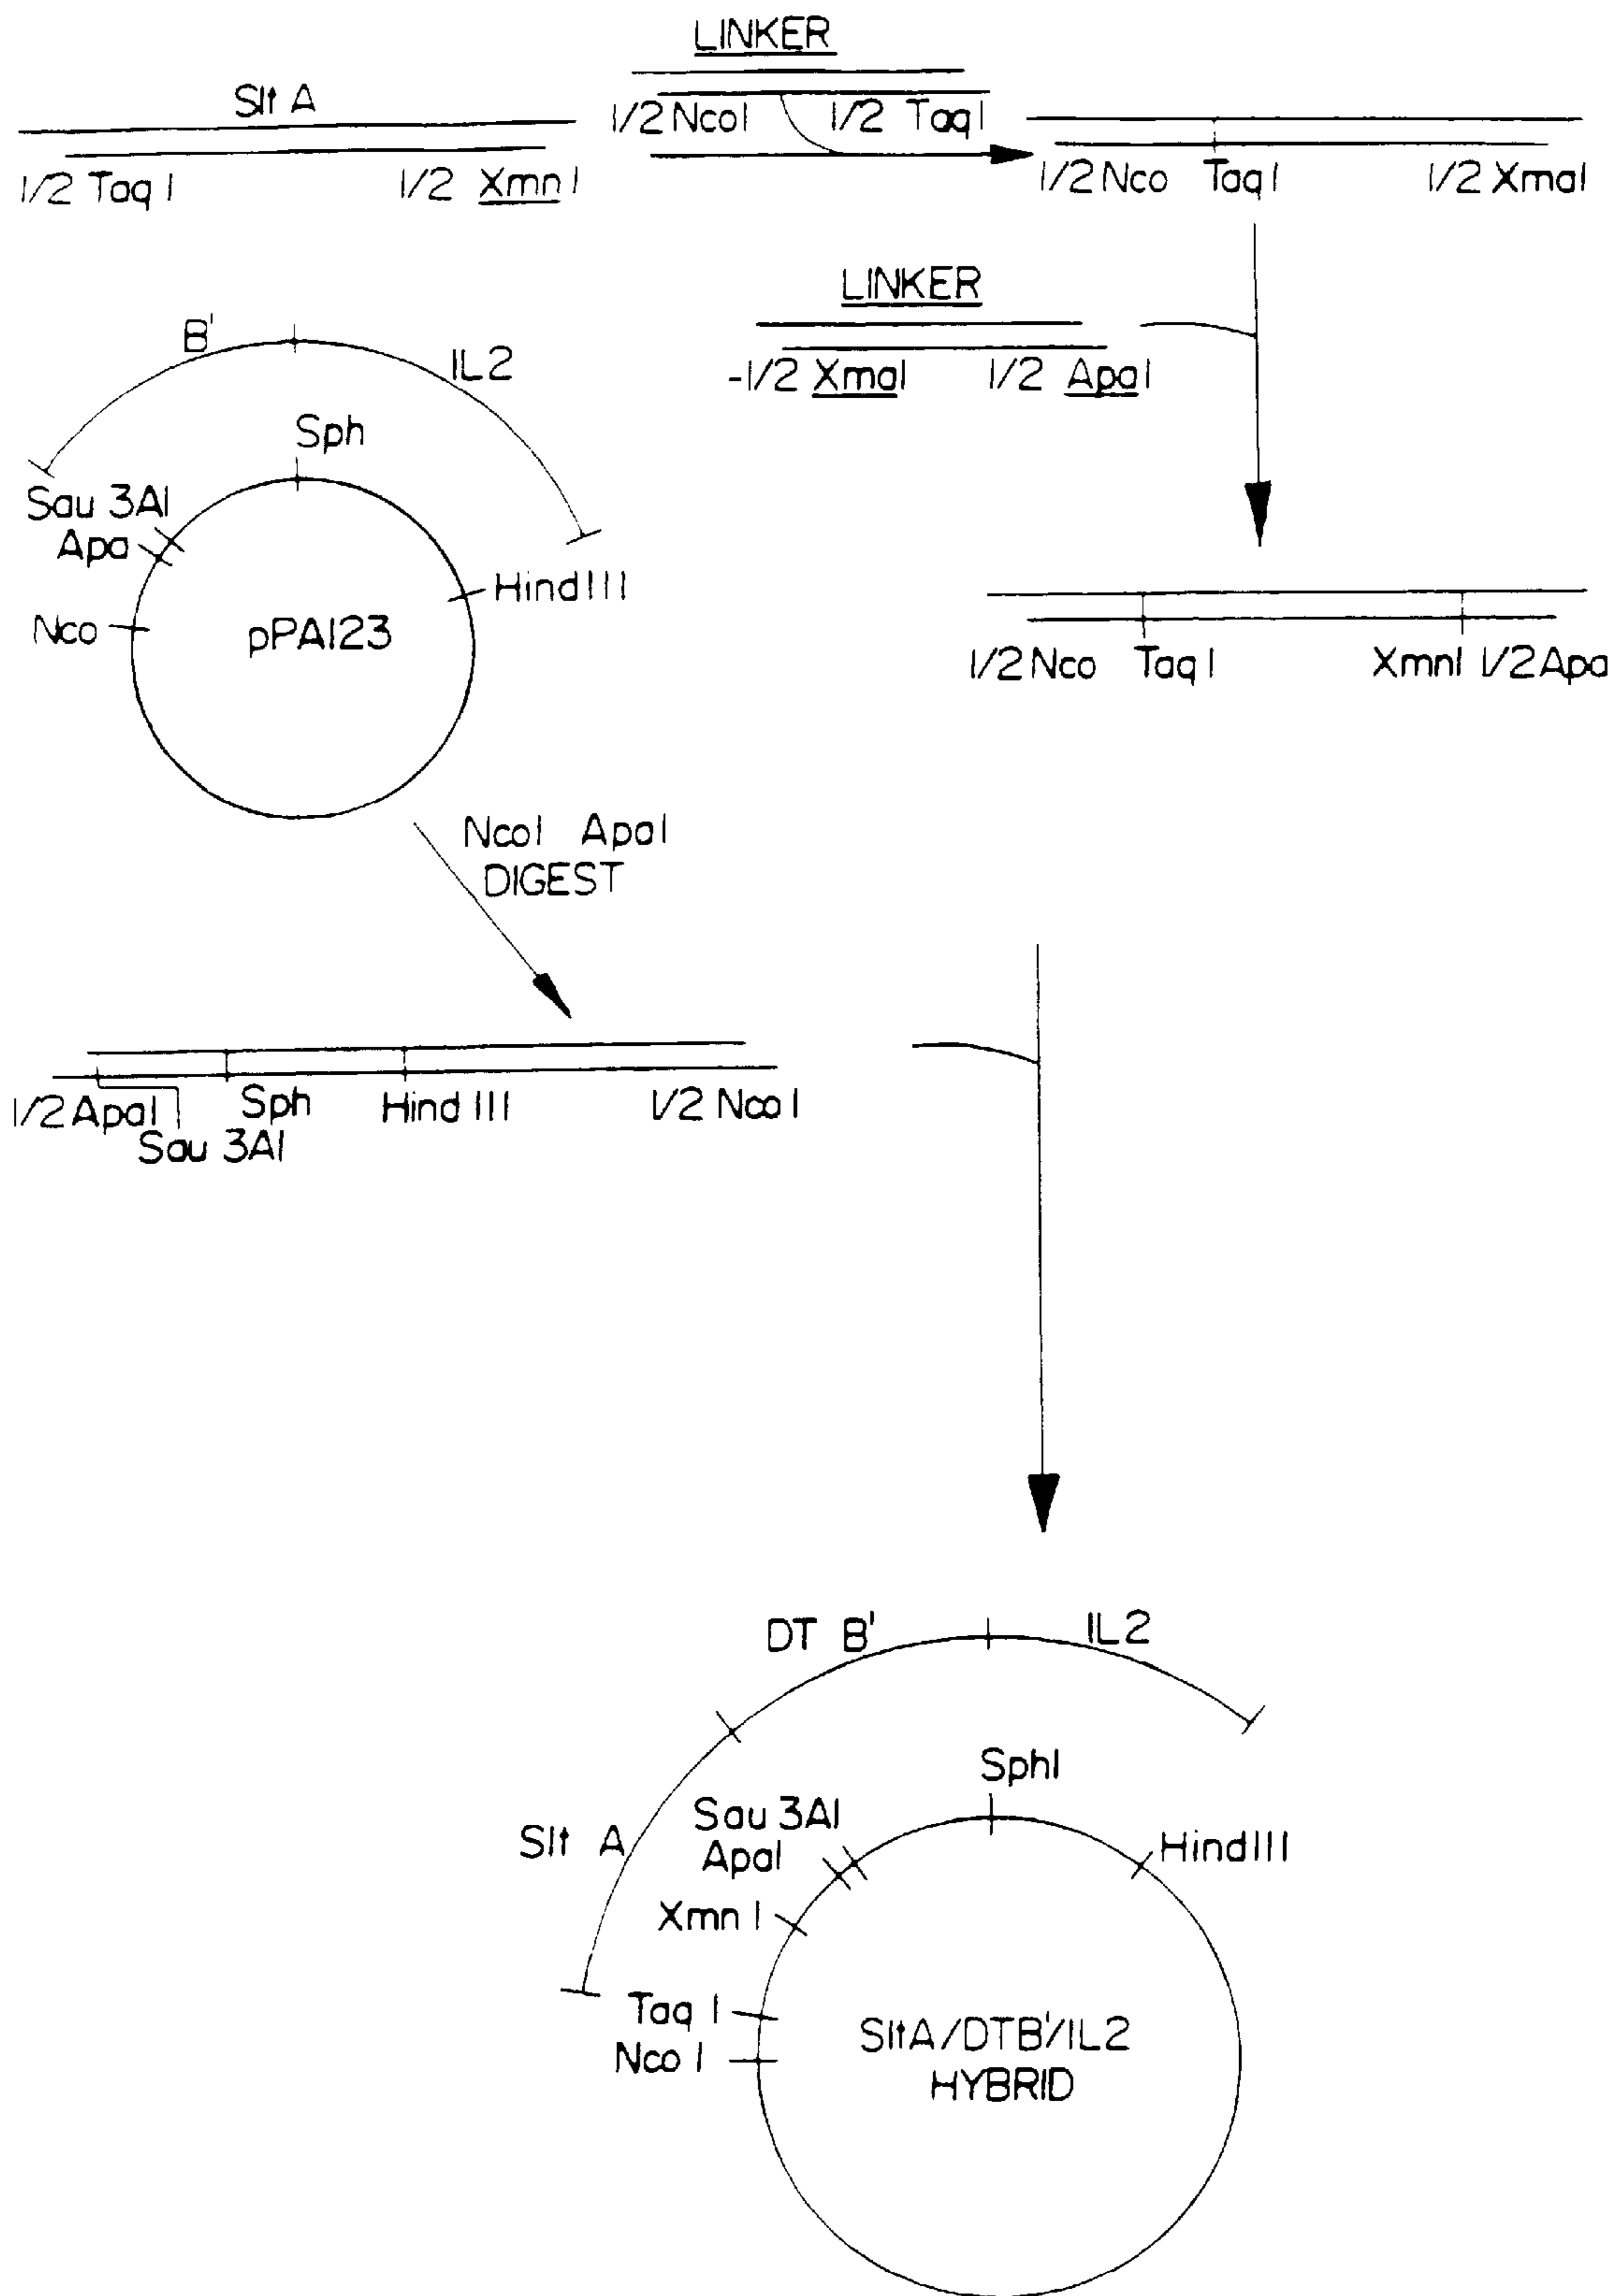 LINKER
Slt A
1/2 NcoI 1/2 TaqI
1/2 TaqI 1/2 XmnI
1/2 Nco TaqI 1/2 XmaI
LINKER
-1/2 XmaI 1/2 ApaI
B' IL2
Sph
Sau 3AI
Apa
Nco
HindIII
pPA123
1/2 Nco TaqI XmnI 1/2 Apa
NcoI ApaI
DIGEST
1/2 ApaI Sph Hind III 1/2 NcoI
Sau 3AI
DT B' IL2
Slt A
SphI
Sau 3AI
ApaI
HindIII
Xmn I
Taq I
Nco I
SltA/DTB'/IL2
HYBRID